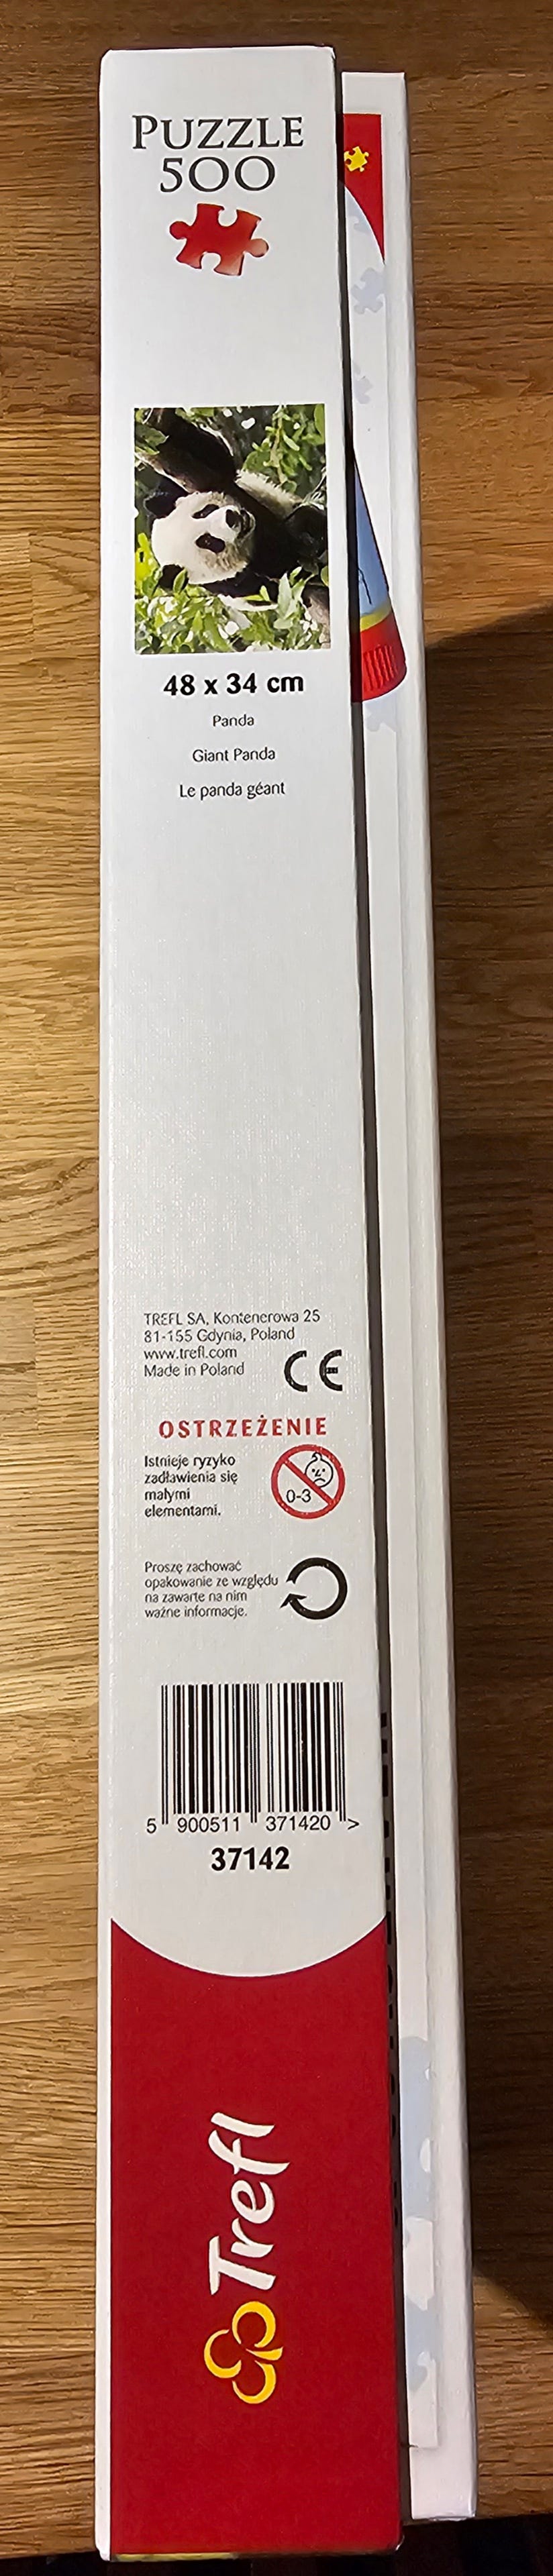 PUZZLE
500
48 x 34 cm
Panda
Giant Panda
Le panda géant
TREFL SA, Kontenerowa 25
81-155 Gdynia, Poland
www.trefl.com
Made in Poland
CE
OSTRZEŻENIE
Istnieje ryzyko
zadławienia się
małymi
elementami.
0-3
Proszę zachować
opakowanie ze względu
na zawarte na nim
ważne informacje.
5 900511 371420 >
37142
Trefl